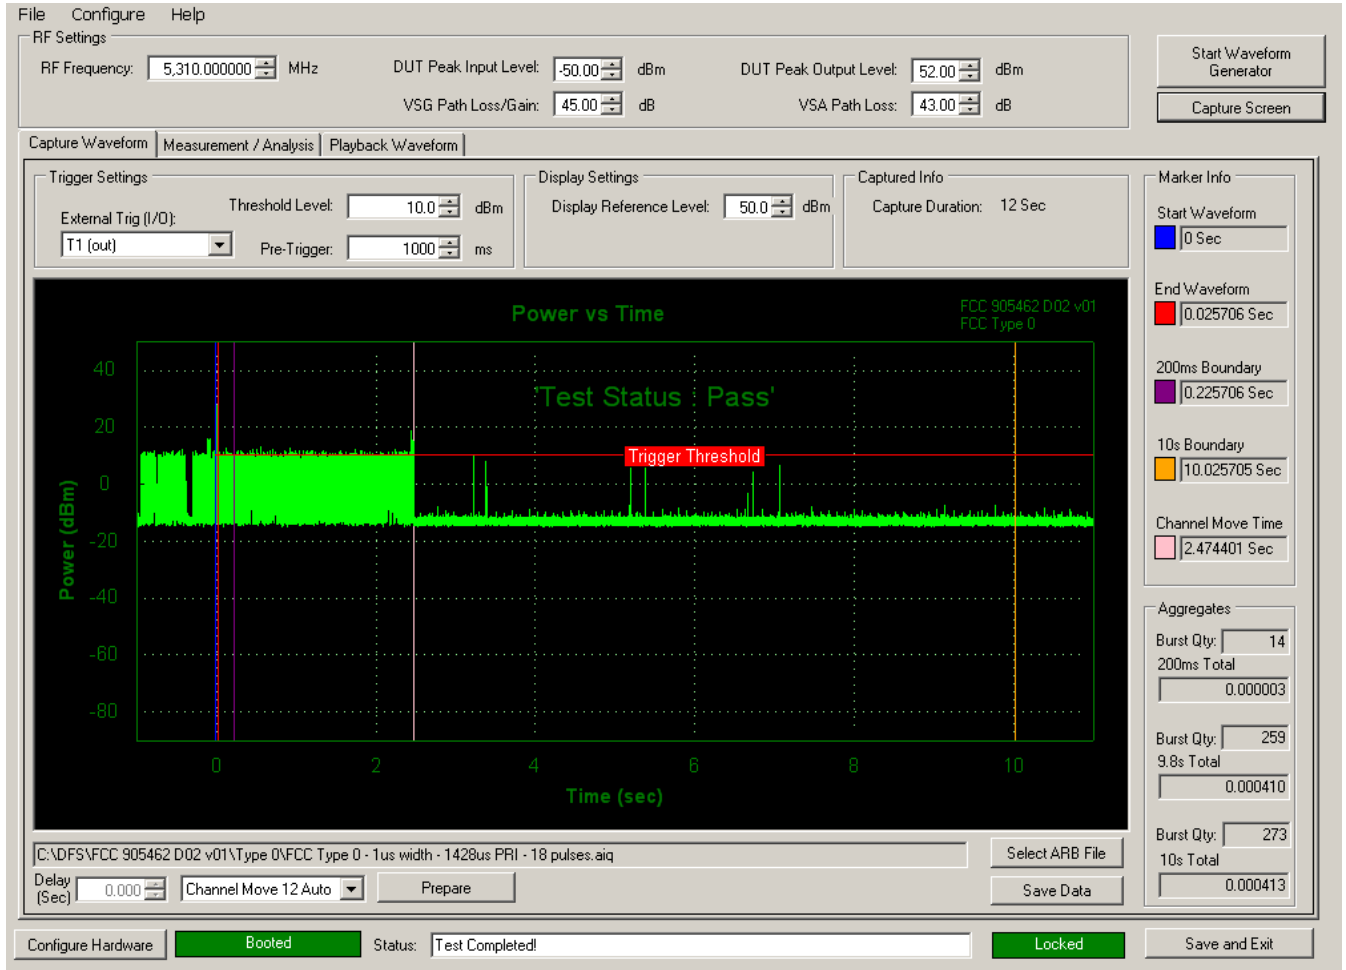 File Configure Help
RF Settings
RF Frequency: 5,310.000000 MHz
DUT Peak Input Level: -50.00 dBm
DUT Peak Output Level: 52.00 dBm
VSG Path Loss/Gain: 45.00 dB
VSA Path Loss: 43.00 dB
Start Waveform
Generator
Capture Screen
Capture Waveform Measurement / Analysis Playback Waveform
Trigger Settings
External Trig (I/O):
T1 (out)
Threshold Level: 10.0 dBm
Pre-Trigger: 1000 ms
Display Settings
Display Reference Level: 50.0 dBm
Captured Info
Capture Duration: 12 Sec
Marker Info
Start Waveform
0 Sec
End Waveform
0.025706 Sec
200ms Boundary
0.225706 Sec
10s Boundary
10.025705 Sec
Channel Move Time
2.474401 Sec
Power vs Time
FCC 905462 D02 v01
FCC Type 0
'Test Status : Pass'
Trigger Threshold
Power (dBm)
40
20
0
-20
-40
-60
-80
0 2 4 6 8 10
Time (sec)
Aggregates
Burst Qty: 14
200ms Total
0.000003
Burst Qty: 259
9.8s Total
0.000410
Burst Qty: 273
10s Total
0.000413
C:\DFS\FCC 905462 D02 v01\Type 0\FCC Type 0 - 1us width - 1428us PRI - 18 pulses.aiq
Select ARB File
Delay
(Sec) 0.000 Channel Move 12 Auto Prepare
Save Data
Configure Hardware Booted Status: Test Completed! Locked Save and Exit